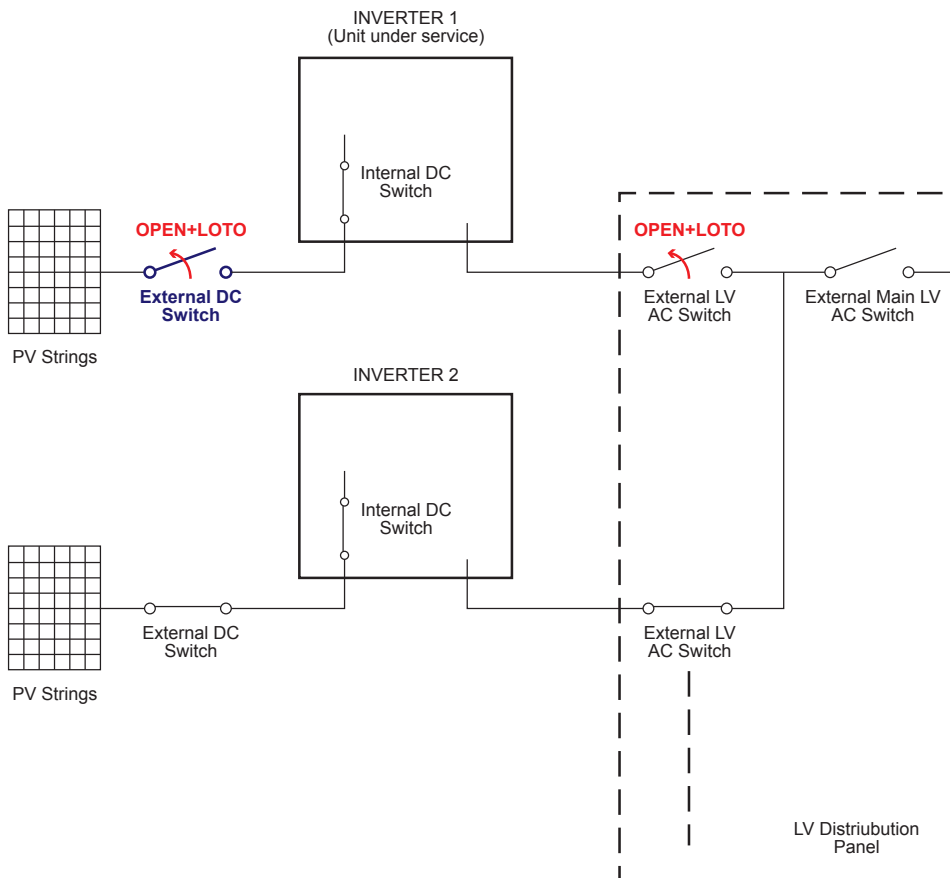 INVERTER 1
(Unit under service)
Internal DC
Switch
OPEN+LOTO
External DC
Switch
PV Strings
OPEN+LOTO
External LV
AC Switch
External Main LV
AC Switch
INVERTER 2
Internal DC
Switch
External DC
Switch
PV Strings
External LV
AC Switch
LV Distriubution
Panel